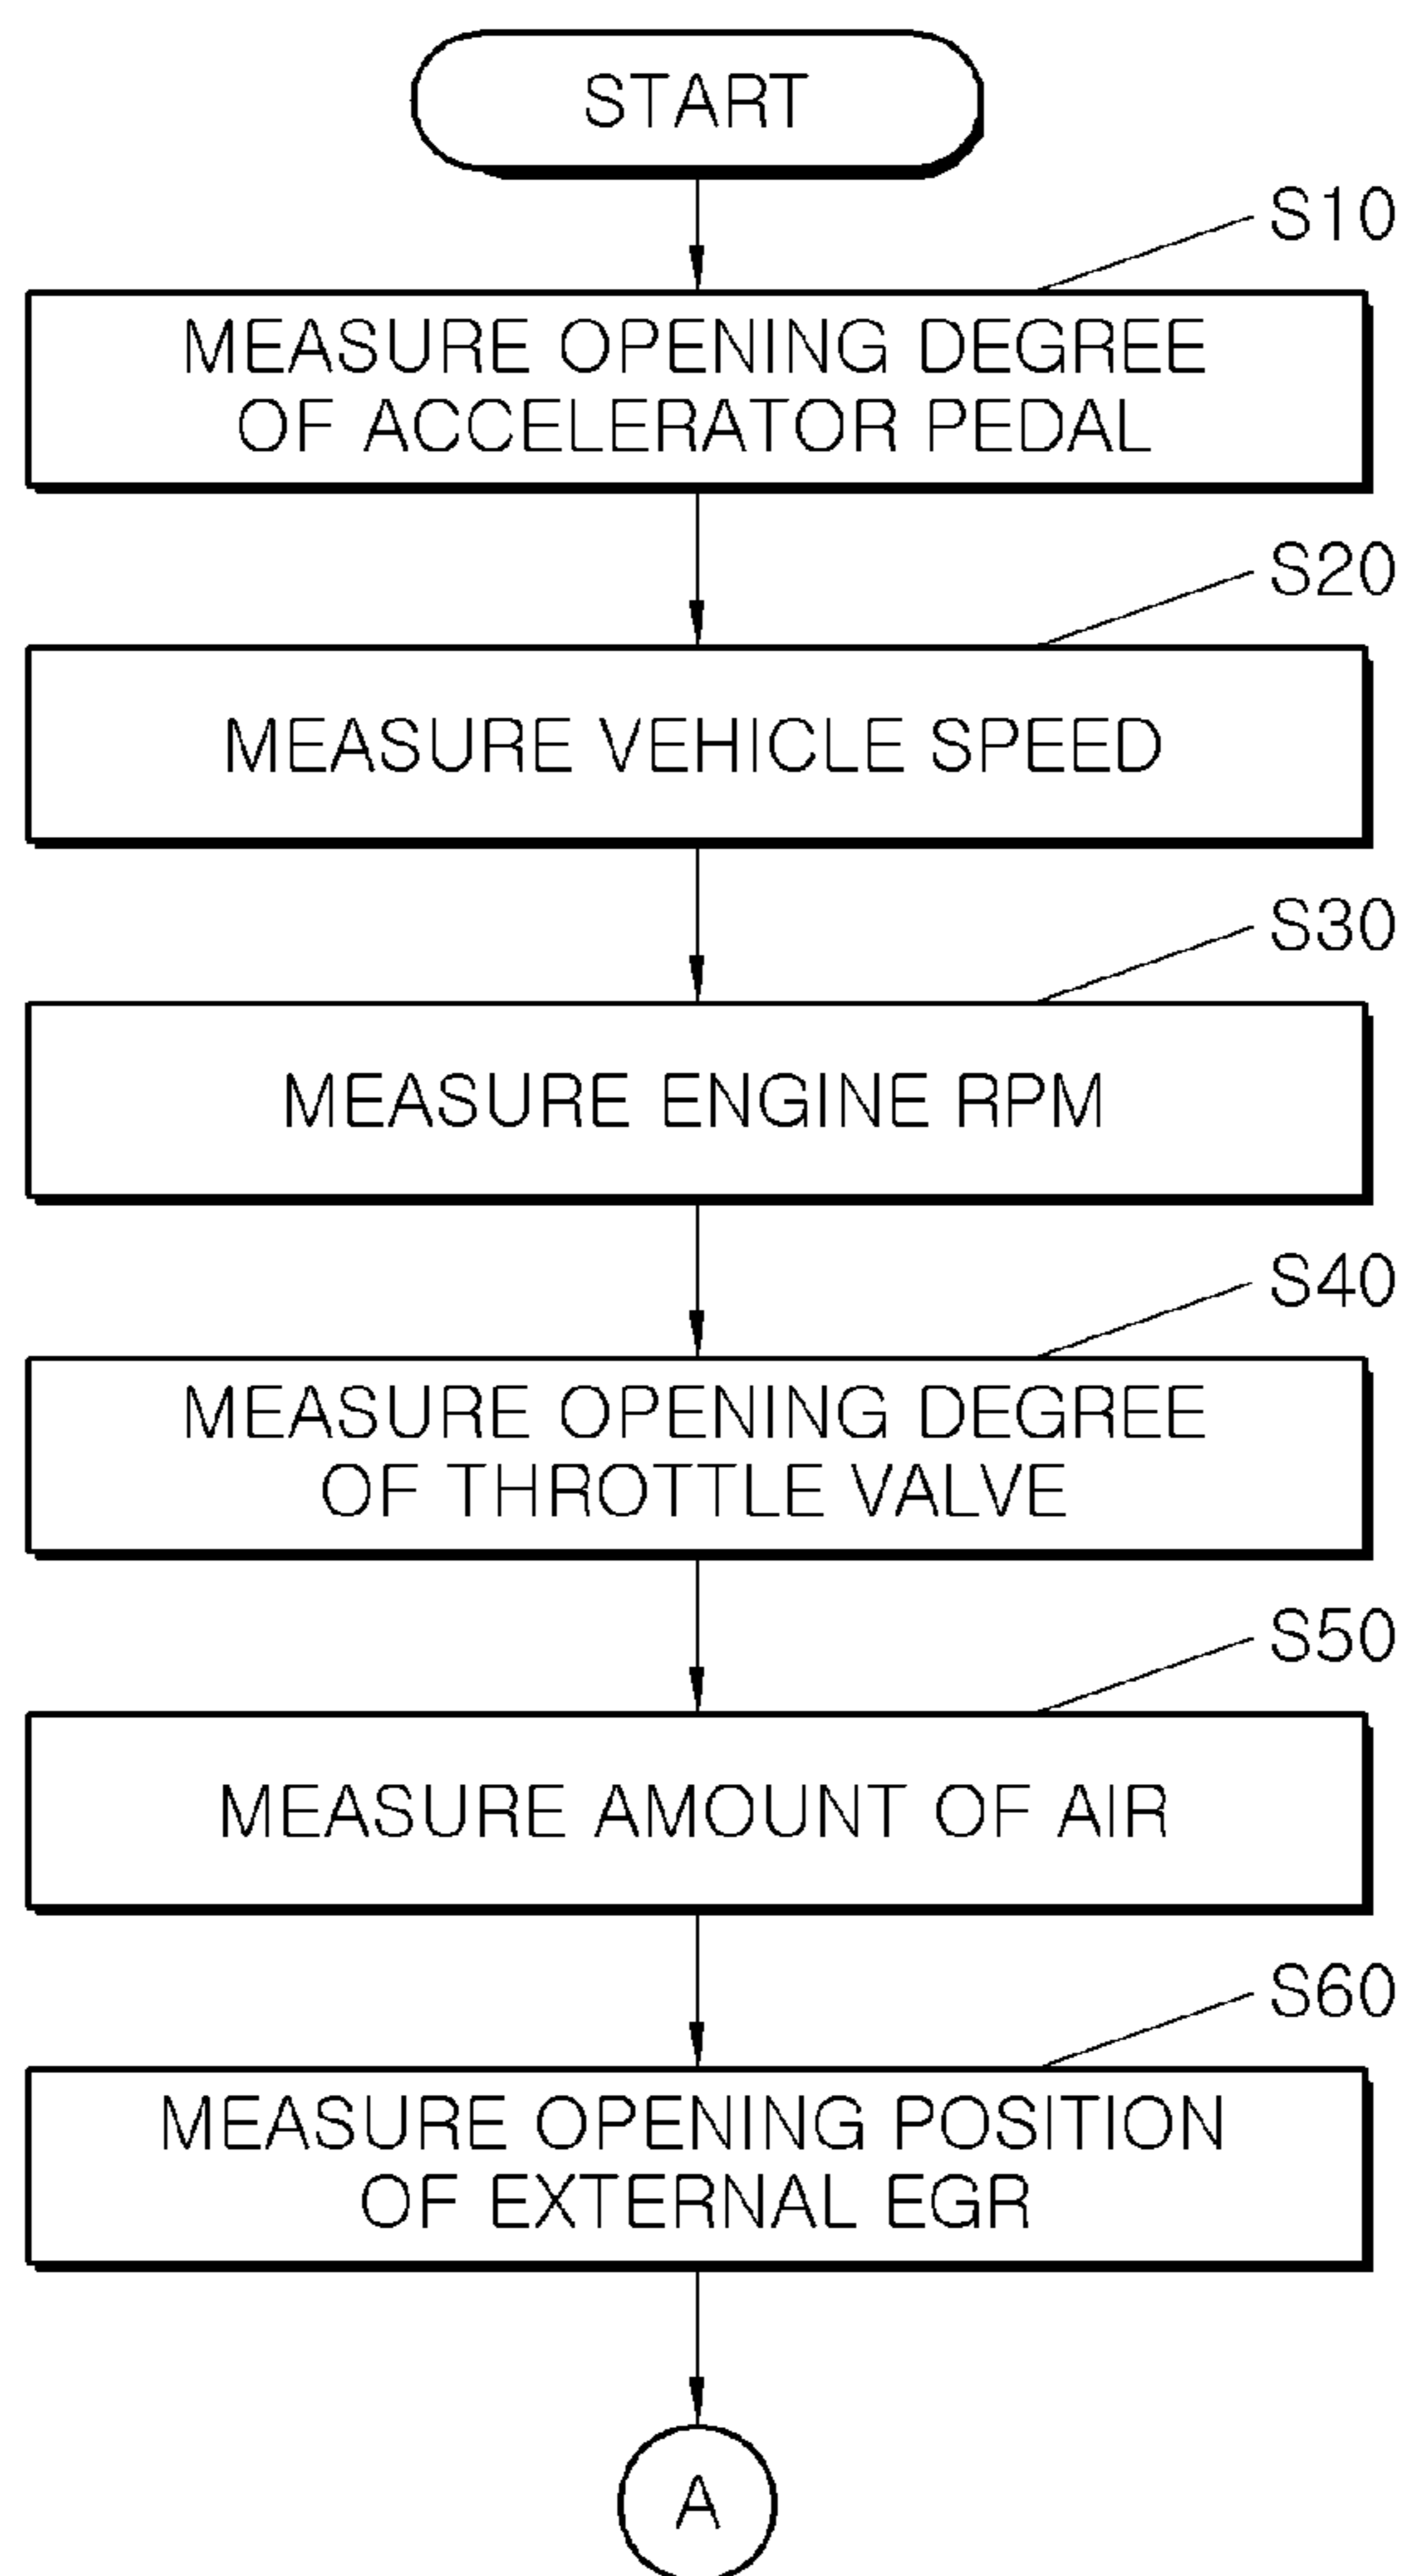 START
S10
MEASURE OPENING DEGREE
OF ACCELERATOR PEDAL
S20
MEASURE VEHICLE SPEED
S30
MEASURE ENGINE RPM
S40
MEASURE OPENING DEGREE
OF THROTTLE VALVE
S50
MEASURE AMOUNT OF AIR
S60
MEASURE OPENING POSITION
OF EXTERNAL EGR
A